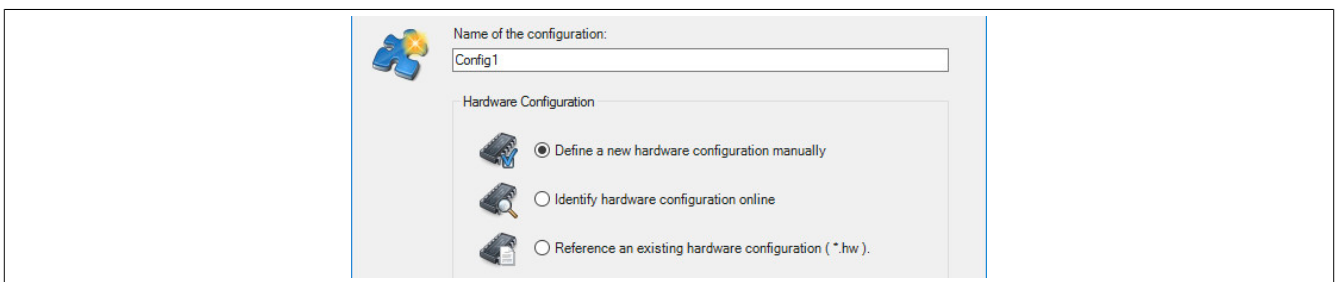 Name of the configuration:
Config1
Hardware Configuration
Define a new hardware configuration manually
Identify hardware configuration online
Reference an existing hardware configuration ( *.hw ).